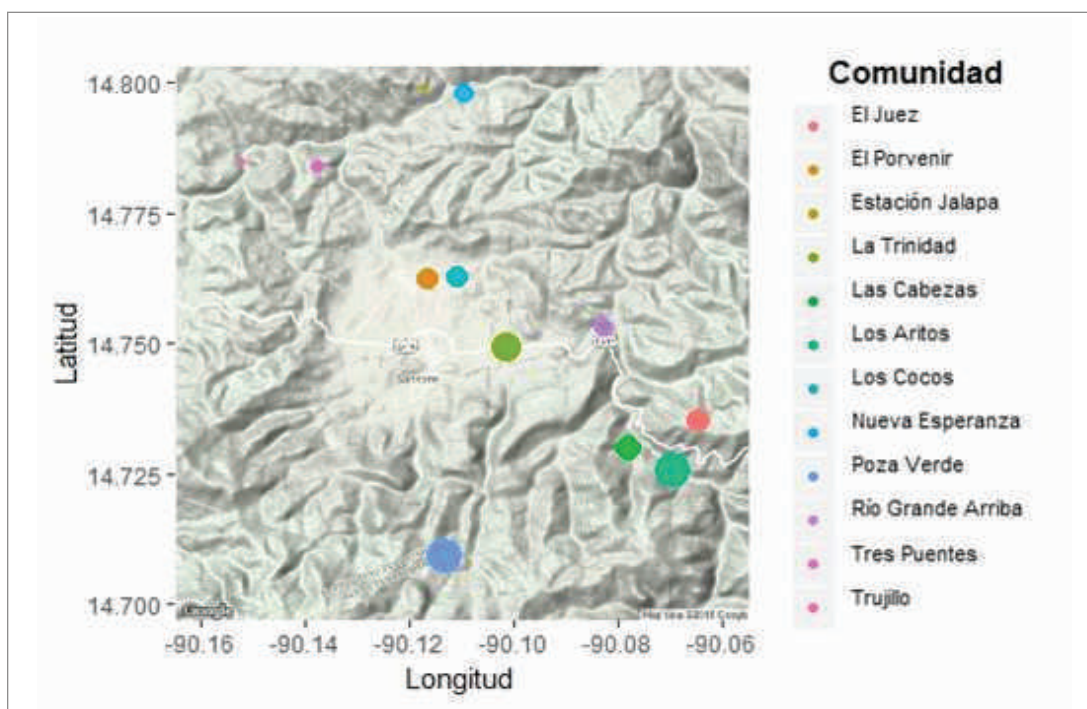 Comunidad
El Juez
El Porvenir
Estación Jalapa
La Trinidad
Las Cabezas
Los Aritos
Los Cocos
Nueva Esperanza
Poza Verde
Río Grande Arriba
Tres Puentes
Trujillo
Latitud
14.800
14.775
14.750
14.725
14.700
Google
-90.16
-90.14
-90.12
-90.10
-90.08
-90.06
Longitud